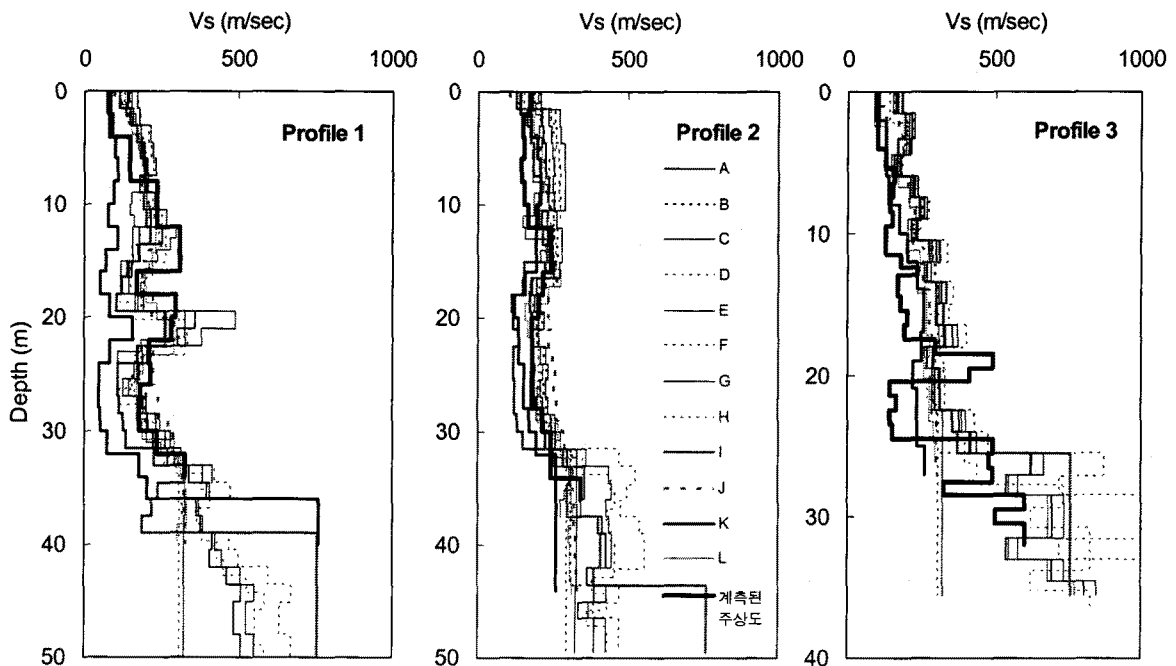 Vs (m/sec)
Vs (m/sec)
Vs (m/sec)
0 500 1000
0 500 1000
0 500 1000
Depth (m)
0
10
20
30
40
50
Profile 1
0
10
20
30
40
50
Profile 2
A
B
C
D
E
F
G
H
I
J
K
L
계측된
주상도
0
10
20
30
40
Profile 3